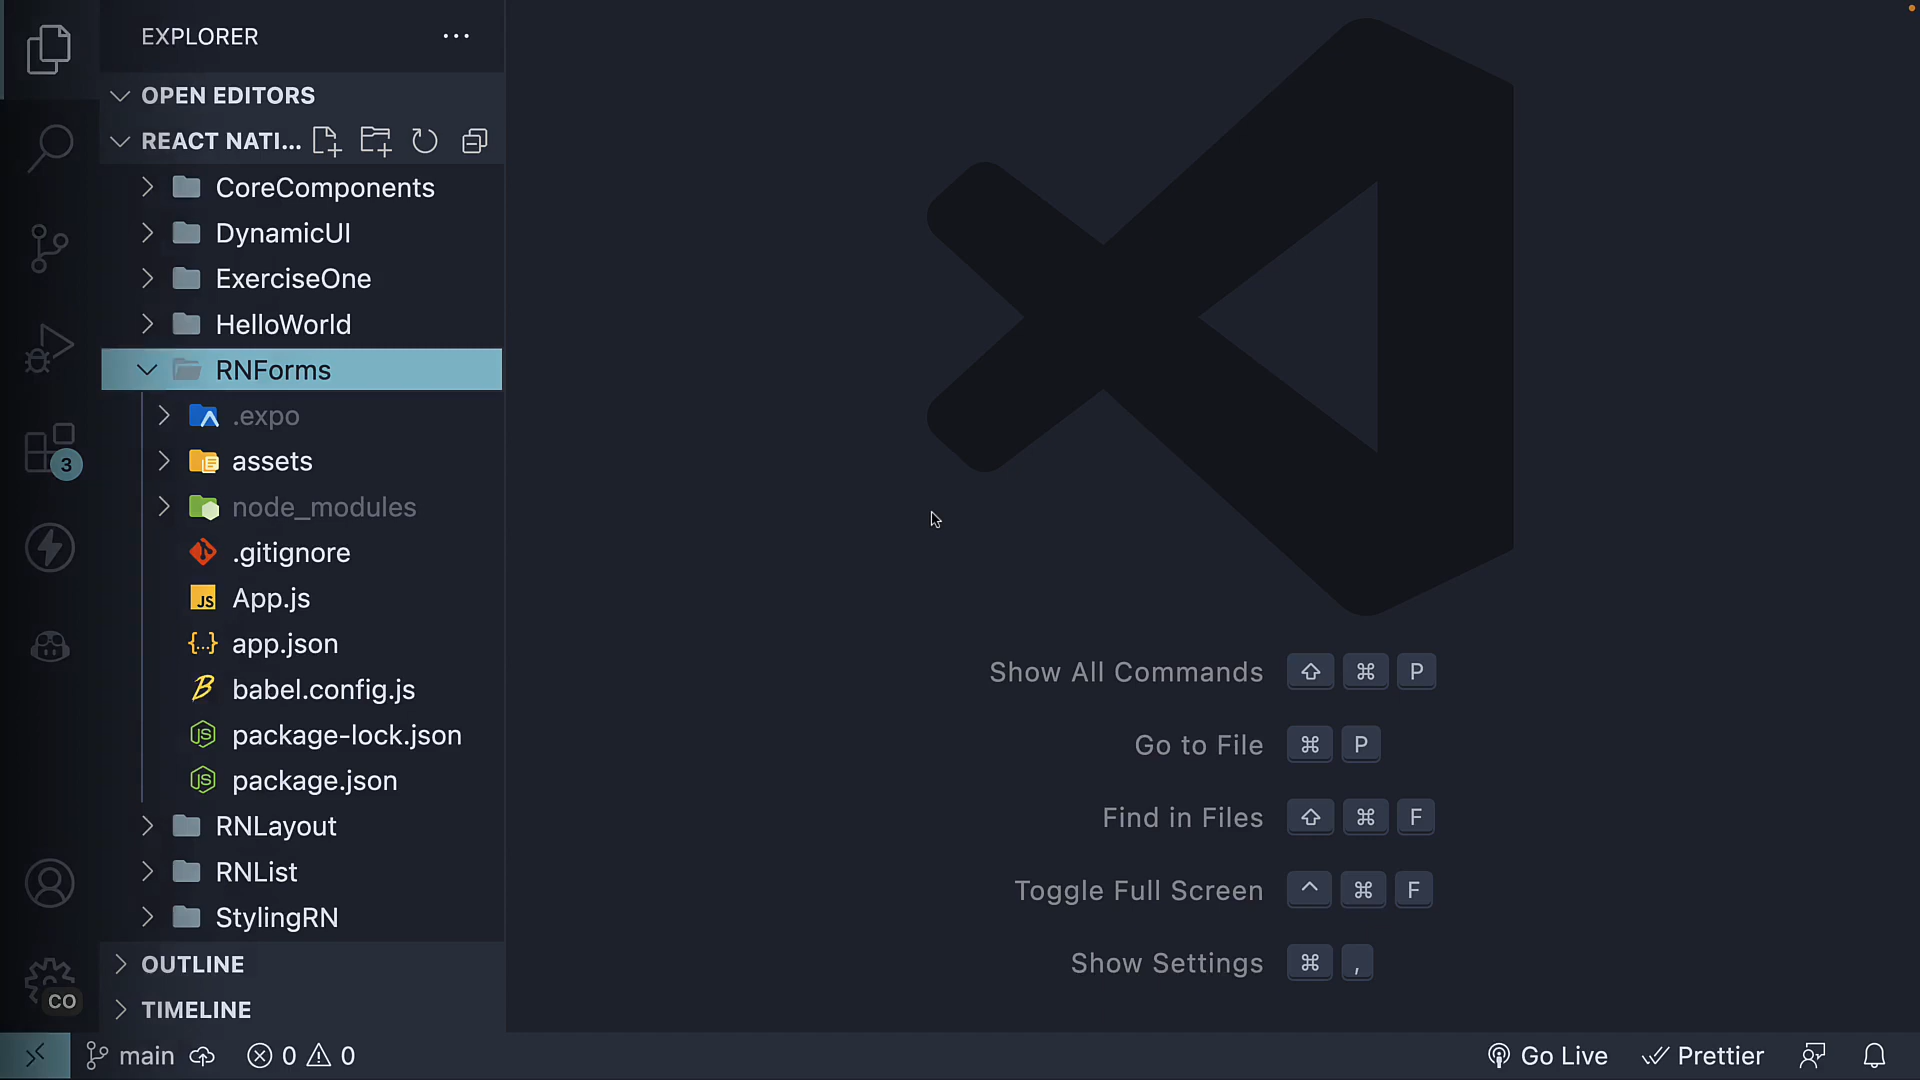 EXPLORER
OPEN EDITORS
REACT NATI...
CoreComponents
DynamicUI
ExerciseOne
HelloWorld
RNForms
.expo
assets
node_modules
.gitignore
App.js
app.json
babel.config.js
package-lock.json
package.json
RNLayout
RNList
StylingRN
OUTLINE
TIMELINE
3
CO
Show All Commands ⇧ ⌘ P
Go to File ⌘ P
Find in Files ⇧ ⌘ F
Toggle Full Screen ^ ⌘ F
Show Settings ⌘ ,
main 0 0 Go Live Prettier